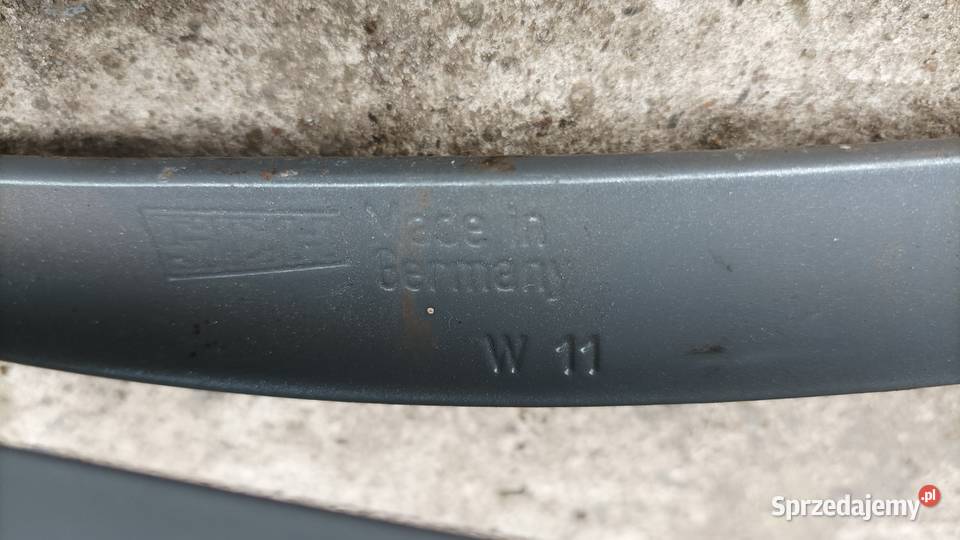 Made in
Germany
W 11
Sprzedajemy.pl